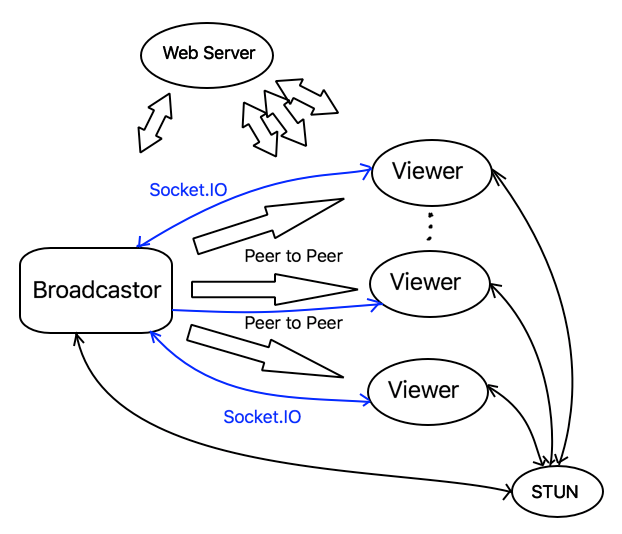 Web Server
Viewer
Socket.IO
Peer to Peer
Broadcastor
Viewer
Peer to Peer
Viewer
Socket.IO
STUN